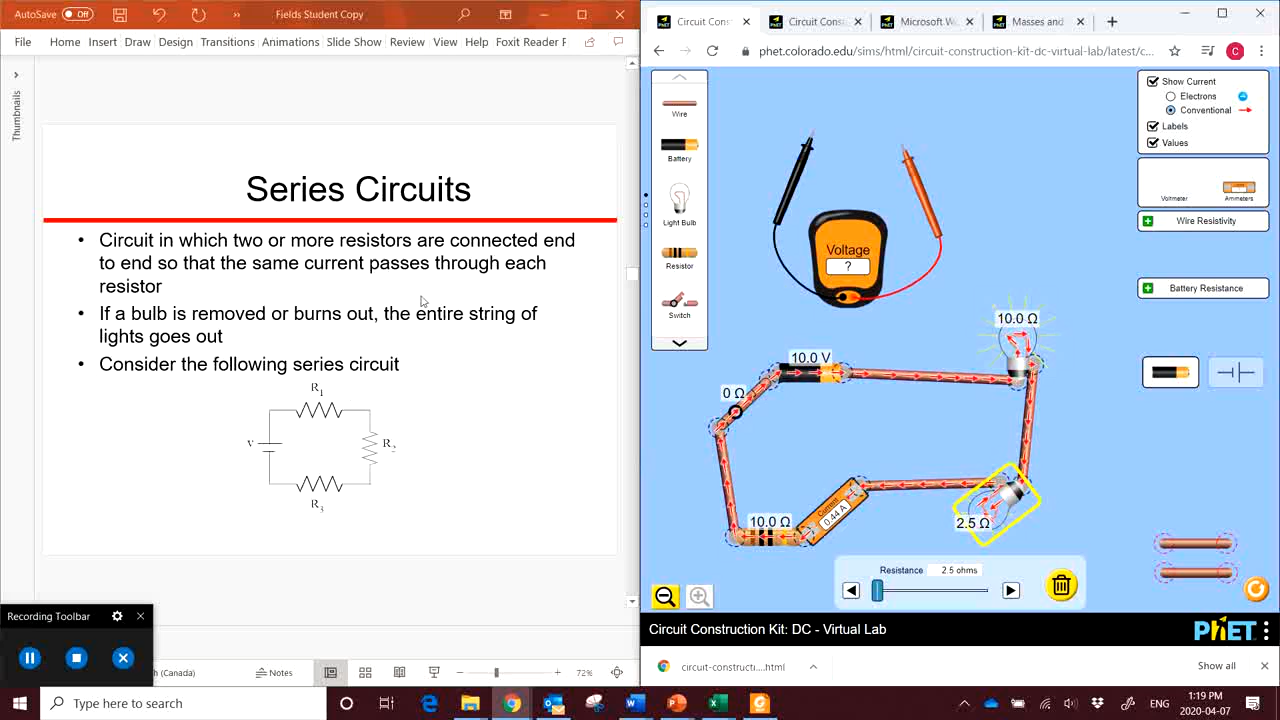 AutoSave Off Fields Student Copy
File Home Insert Draw Design Transitions Animations Slide Show Review View Help Foxit Reader F
Thumbnails
Series Circuits
• Circuit in which two or more resistors are connected end
to end so that the same current passes through each
resistor
• If a bulb is removed or burns out, the entire string of
lights goes out
• Consider the following series circuit
R1
V
R2
R3
Recording Toolbar
(Canada)
Notes
72%
Circuit Cons
Circuit Cons
Microsoft Wo
Masses and
phet.colorado.edu/sims/html/circuit-construction-kit-dc-virtual-lab/latest/c...
C
Wire
Battery
Light Bulb
Resistor
Switch
Voltage
?
Show Current
Electrons
Conventional
Labels
Values
Voltmeter Ammeters
Wire Resistivity
Battery Resistance
10.0 Ω
10.0 V
0 Ω
Current
0.44 A
10.0 Ω
2.5 Ω
Resistance 2.5 ohms
Circuit Construction Kit: DC - Virtual Lab
PhET
circuit-constructi....html
Show all
Type here to search
ENG
1:19 PM
2020-04-07